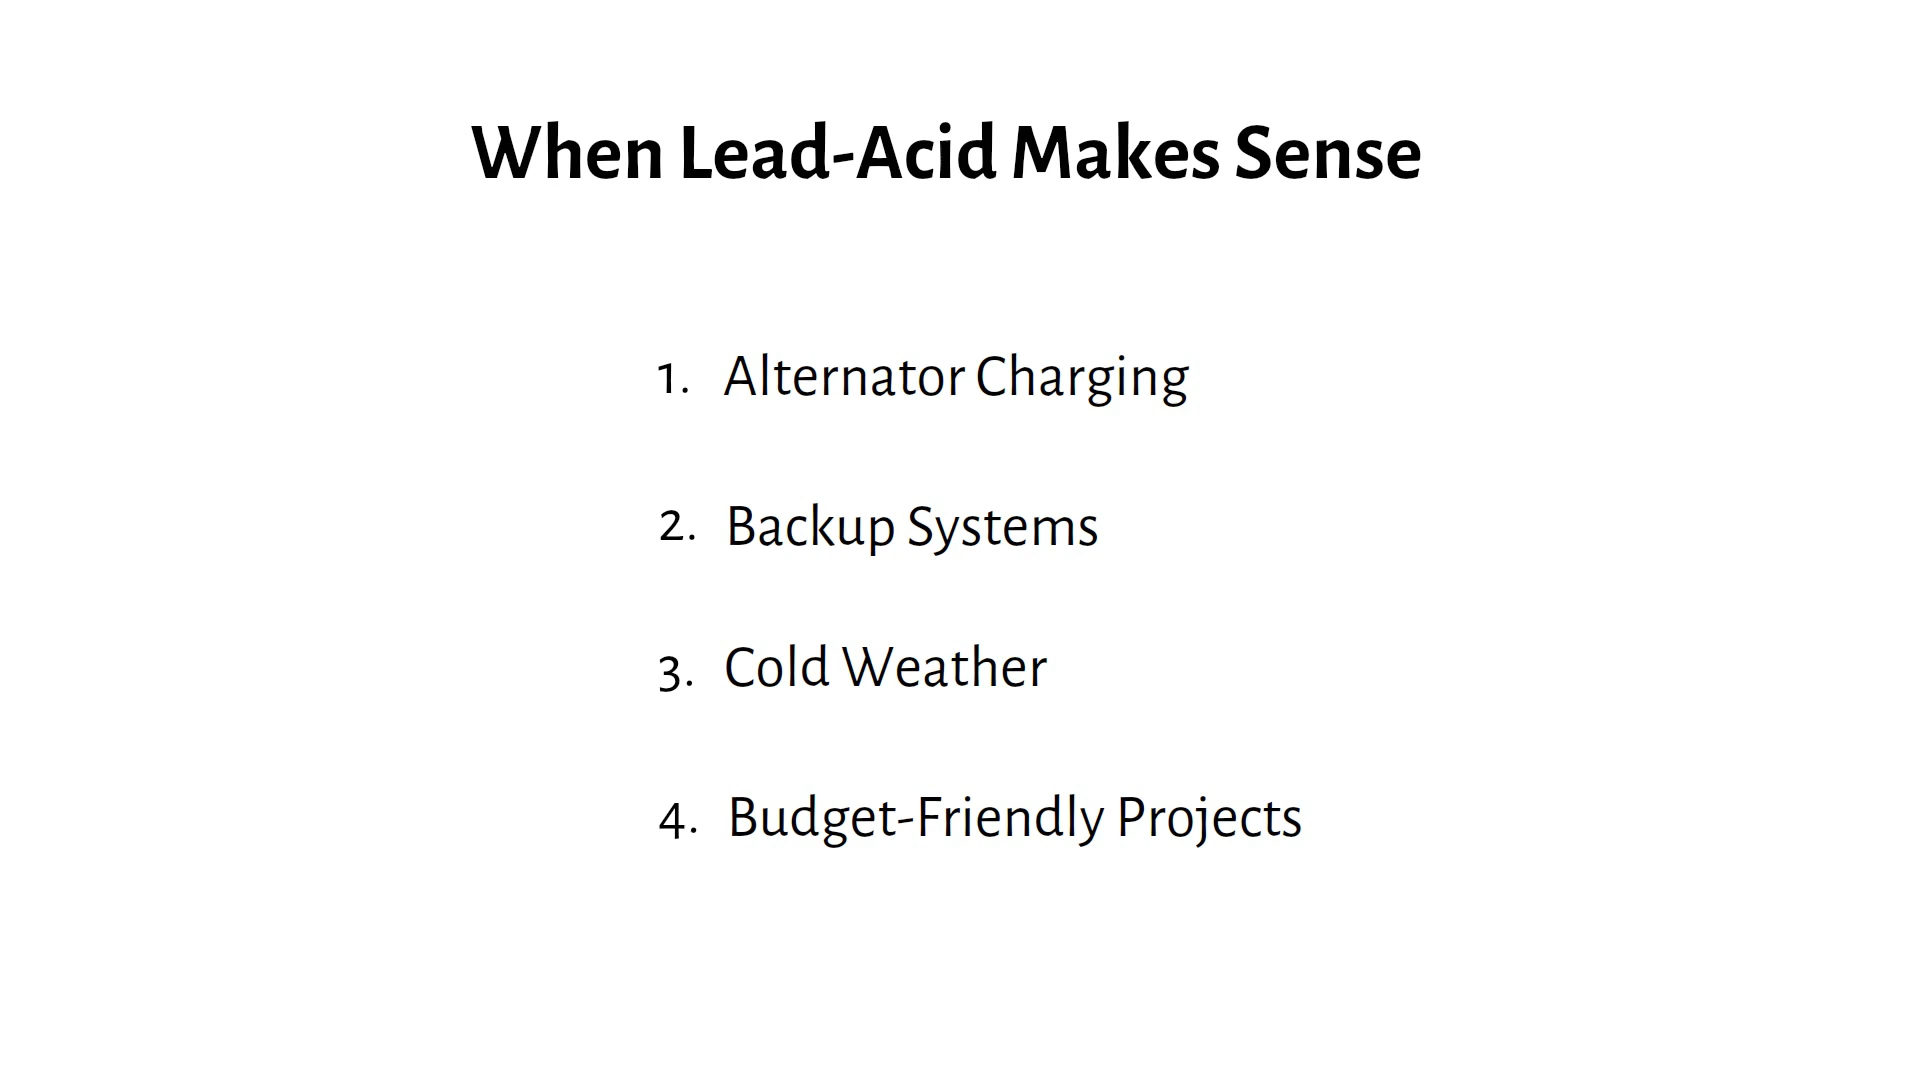 When Lead-Acid Makes Sense
1. Alternator Charging
2. Backup Systems
3. Cold Weather
4. Budget-Friendly Projects